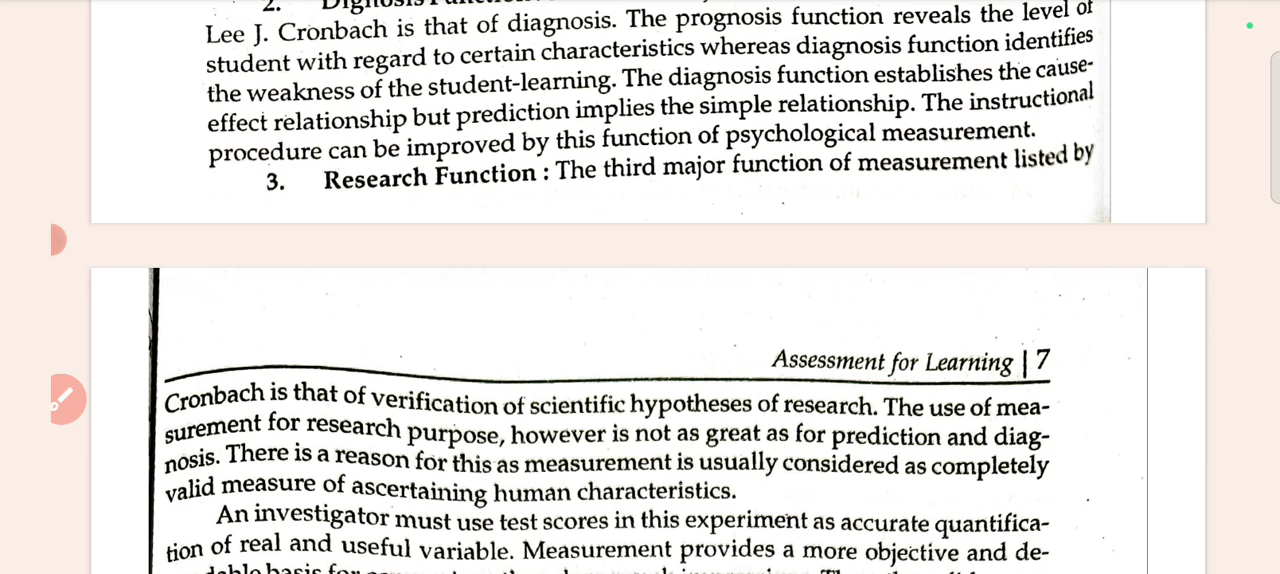 2. Dignosis
Lee J. Cronbach is that of diagnosis. The prognosis function reveals the level of
student with regard to certain characteristics whereas diagnosis function identifies
the weakness of the student-learning. The diagnosis function establishes the cause-
effect relationship but prediction implies the simple relationship. The instructional
procedure can be improved by this function of psychological measurement.
3. Research Function : The third major function of measurement listed by
Assessment for Learning | 7
Cronbach is that of verification of scientific hypotheses of research. The use of mea-
surement for research purpose, however is not as great as for prediction and diag-
nosis. There is a reason for this as measurement is usually considered as completely
valid measure of ascertaining human characteristics.
An investigator must use test scores in this experiment as accurate quantifica-
tion of real and useful variable. Measurement provides a more objective and de-
basis for